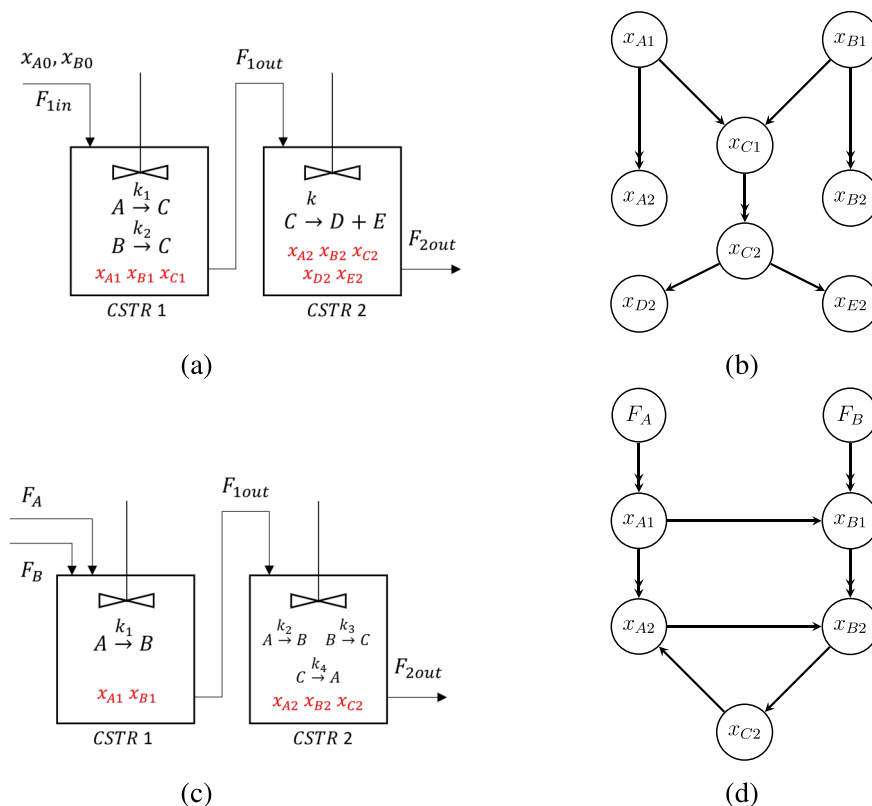 x_{A0}, x_{B0}
F_{1in}
F_{1out}
k_1
A → C
k_2
B → C
x_{A1} x_{B1} x_{C1}
CSTR 1
k
C → D + E
x_{A2} x_{B2} x_{C2}
x_{D2} x_{E2}
CSTR 2
F_{2out}
(a)
x_{A1}
x_{B1}
x_{C1}
x_{A2}
x_{B2}
x_{C2}
x_{D2}
x_{E2}
(b)
F_A
F_B
F_{1out}
k_1
A → B
x_{A1} x_{B1}
CSTR 1
k_2
A → B
k_3
B → C
k_4
C → A
x_{A2} x_{B2} x_{C2}
CSTR 2
F_{2out}
(c)
F_A
F_B
x_{A1}
x_{B1}
x_{A2}
x_{B2}
x_{C2}
(d)